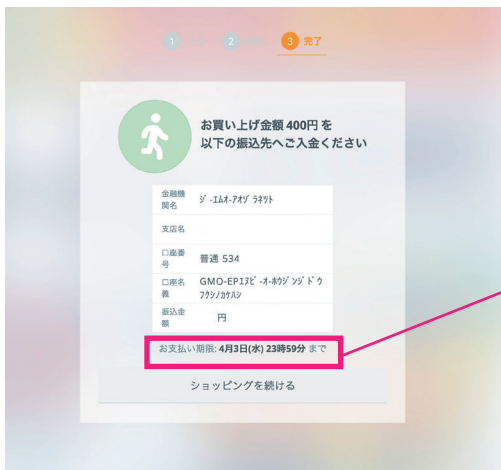 1
2
3 完了
お買い上げ金額 400円 を
以下の振込先へご入金ください
金融機
関名
ｼﾞ-ｴﾑｵ-ｱｵｿﾞﾗﾈﾂﾄ
支店名
口座番
号
普通 534
口座名
義
GMO-EPｴﾇﾋﾟ-ｵ-ﾎｳｼﾞﾝｼﾞﾄﾞｳ
ﾌｸｼﾉｶｹﾊｼ
振込金
額
円
お支払い期限: 4月3日(水) 23時59分 まで
ショッピングを続ける